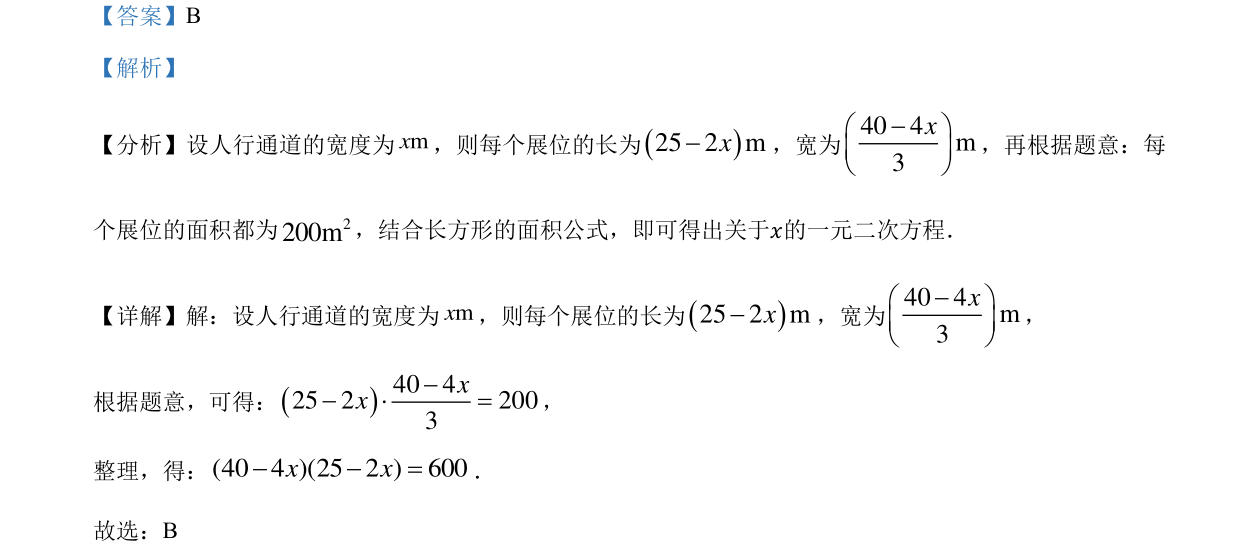 【答案】B
【解析】
【分析】设人行通道的宽度为 xm，则每个展位的长为(25−2x)m，宽为((40−4x)/3)m，再根据题意：每
个展位的面积都为200m²，结合长方形的面积公式，即可得出关于x的一元二次方程．
【详解】解：设人行通道的宽度为 xm，则每个展位的长为(25−2x)m，宽为((40−4x)/3)m，
根据题意，可得：(25−2x)·(40−4x)/3=200，
整理，得：(40−4x)(25−2x)=600．
故选：B